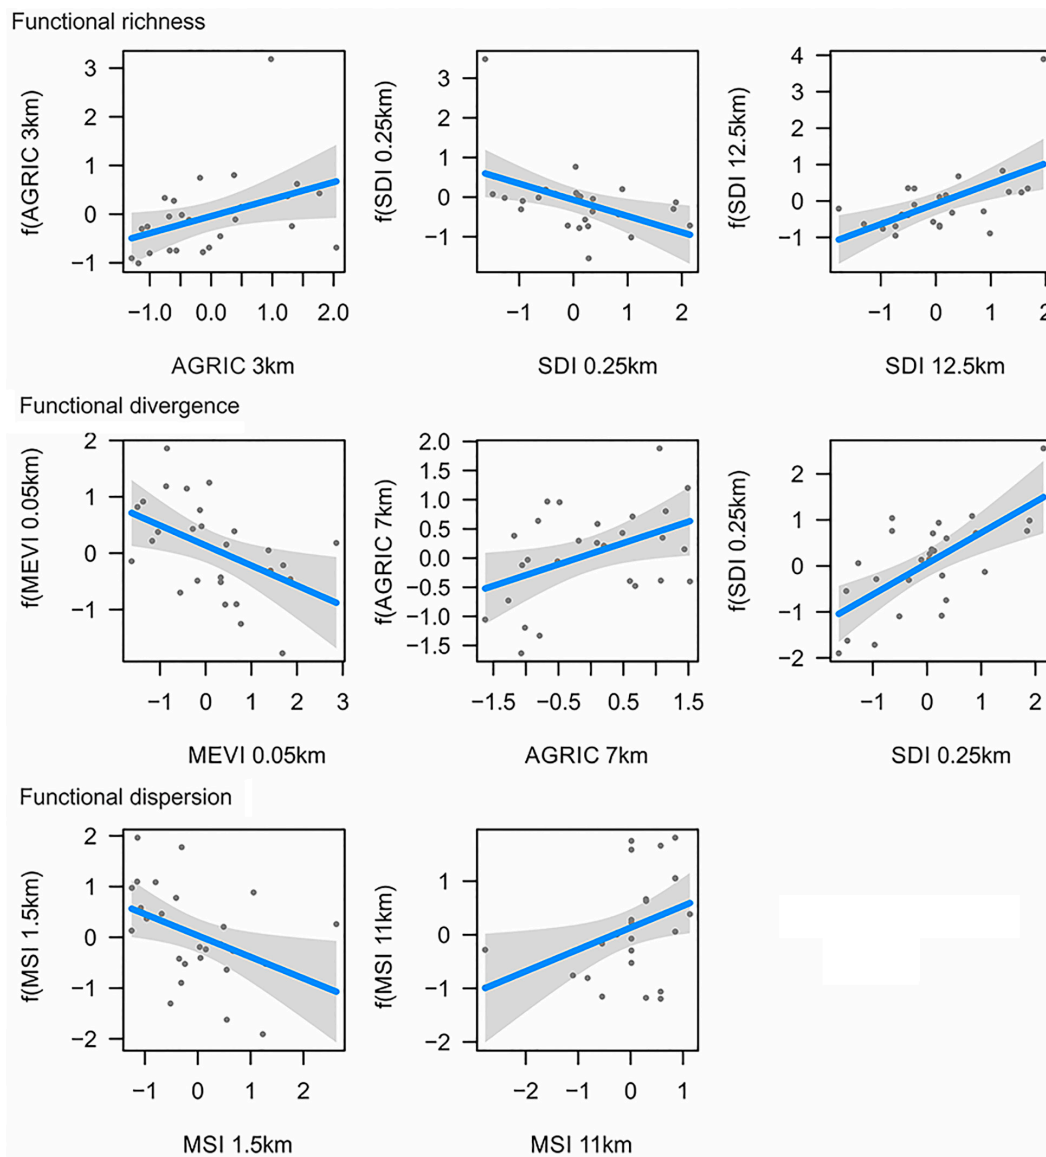 Functional richness
f(AGRIC 3km)
3
2
1
0
−1
−1.0 0.0 1.0 2.0
AGRIC 3km
f(SDI 0.25km)
3
2
1
0
−1
−1 0 1 2
SDI 0.25km
f(SDI 12.5km)
4
3
2
1
0
−1
−1 0 1 2
SDI 12.5km
Functional divergence
f(MEVI 0.05km)
2
1
0
−1
−1 0 1 2 3
MEVI 0.05km
f(AGRIC 7km)
2.0
1.5
1.0
0.5
0.0
−0.5
−1.0
−1.5
−1.5 −0.5 0.5 1.5
AGRIC 7km
f(SDI 0.25km)
2
1
0
−1
−2
−1 0 1 2
SDI 0.25km
Functional dispersion
f(MSI 1.5km)
2
1
0
−1
−2
−1 0 1 2
MSI 1.5km
f(MSI 11km)
1
0
−1
−2
−2 −1 0 1
MSI 11km